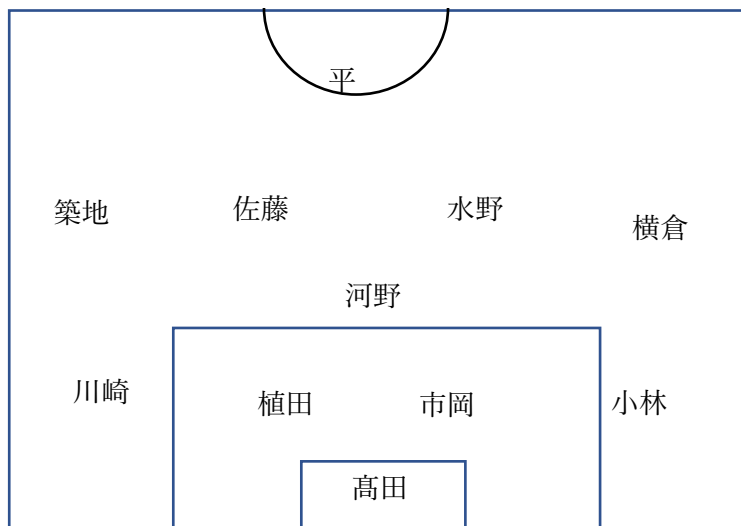 平
築地 佐藤 水野 横倉
河野
川崎 植田 市岡 小林
髙田